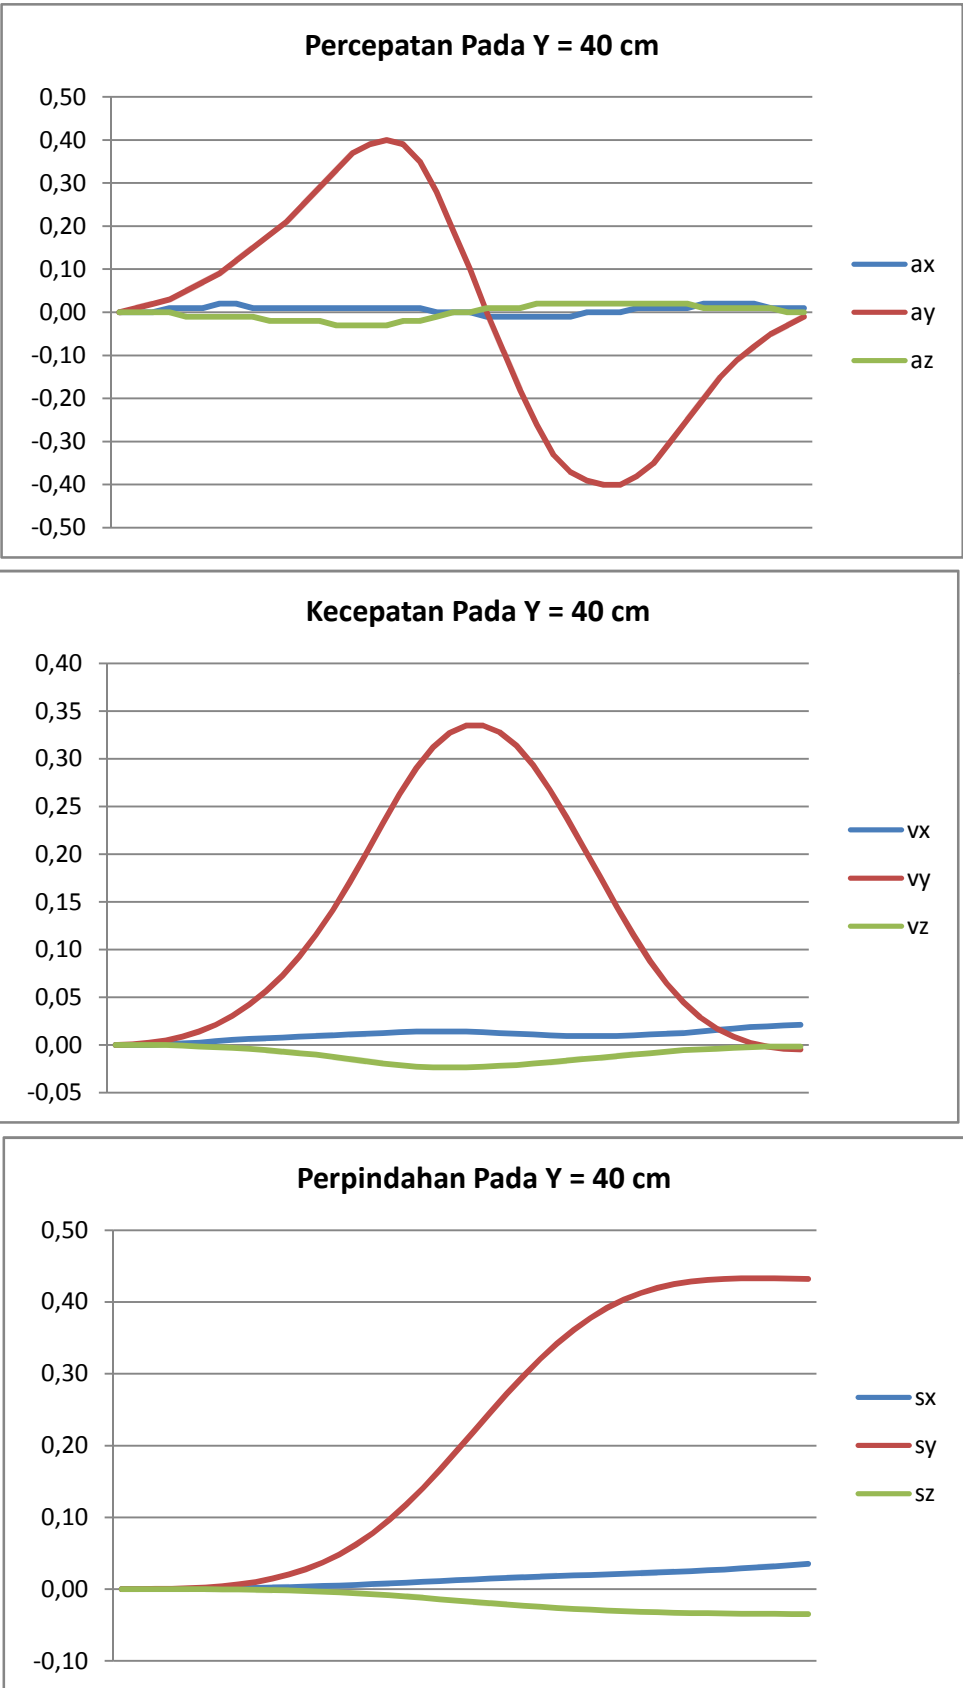 Percepatan Pada Y = 40 cm
0,50
0,40
0,30
0,20
0,10
0,00
-0,10
-0,20
-0,30
-0,40
-0,50
ax
ay
az
Kecepatan Pada Y = 40 cm
0,40
0,35
0,30
0,25
0,20
0,15
0,10
0,05
0,00
-0,05
vx
vy
vz
Perpindahan Pada Y = 40 cm
0,50
0,40
0,30
0,20
0,10
0,00
-0,10
sx
sy
sz